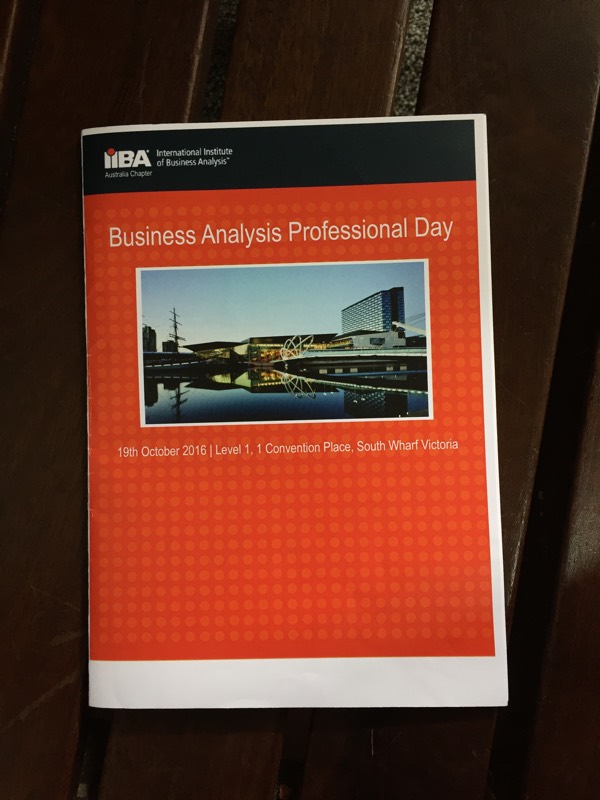 iiBA®
International Institute
of Business Analysis™
Australia Chapter
Business Analysis Professional Day
19th October 2016 | Level 1, 1 Convention Place, South Wharf Victoria